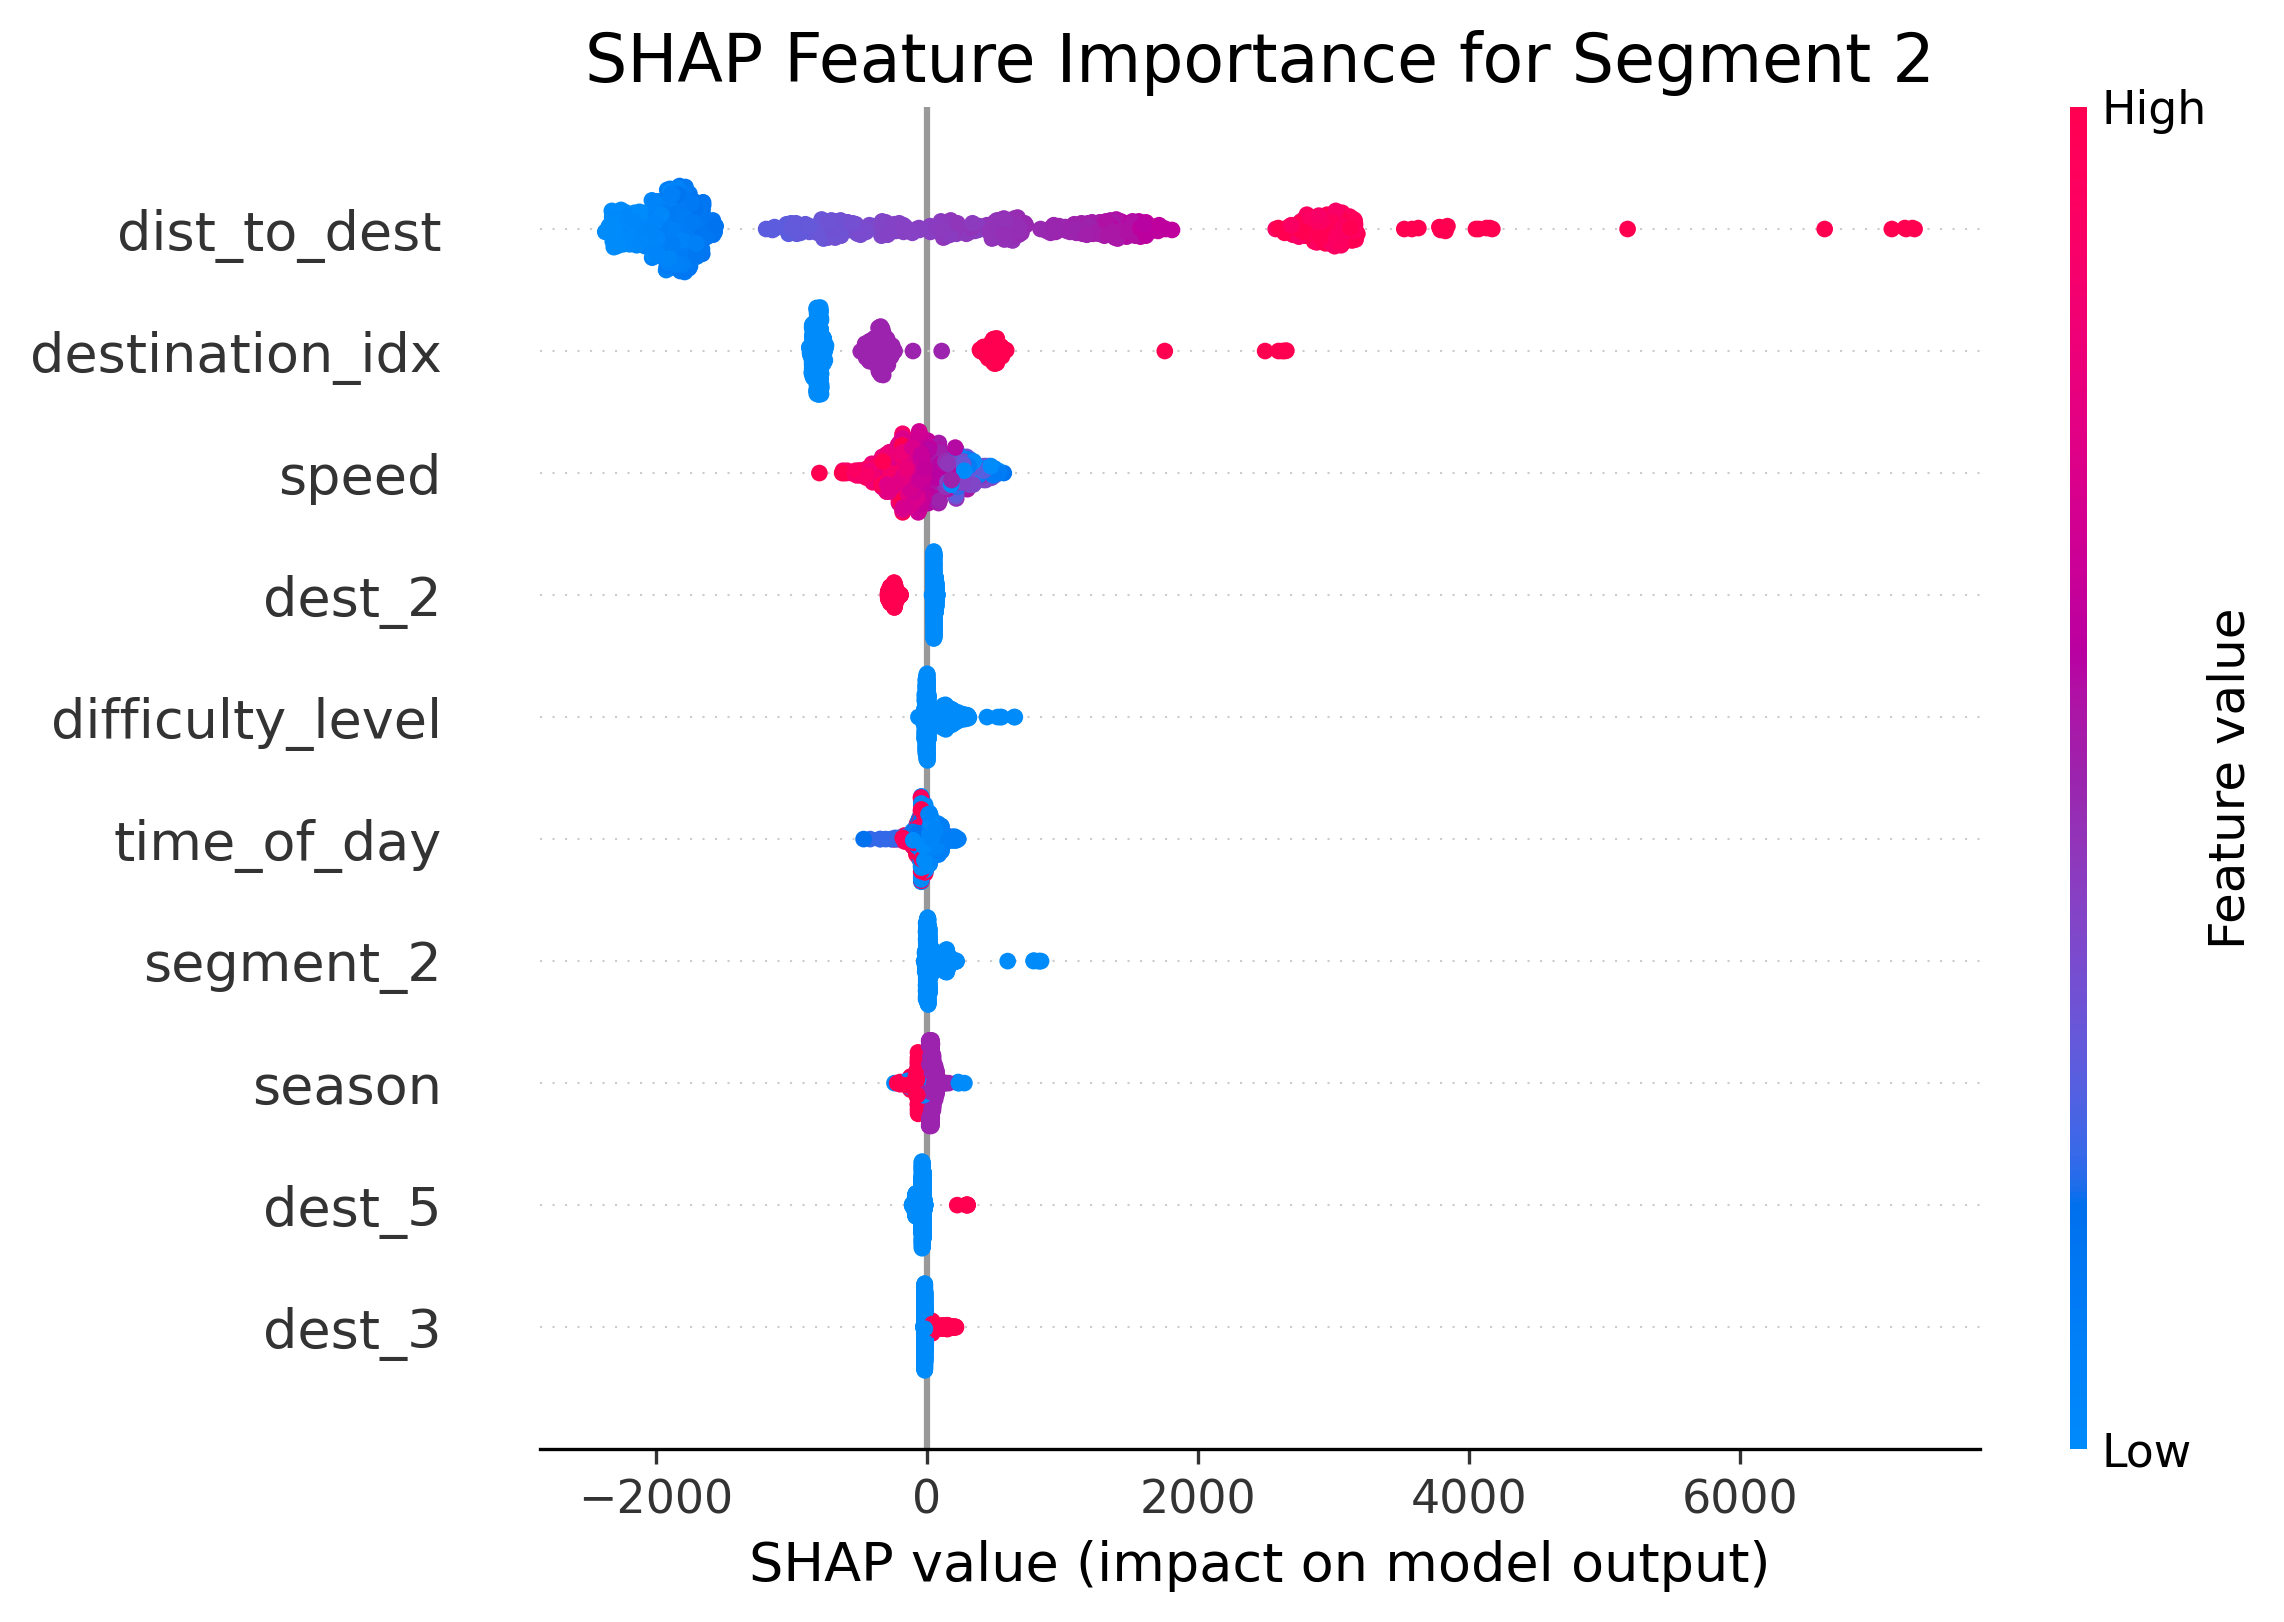 SHAP Feature Importance for Segment 2
High
dist_to_dest
destination_idx
speed
dest_2
difficulty_level
time_of_day
segment_2
season
dest_5
dest_3
Feature value
Low
−2000
0
2000
4000
6000
SHAP value (impact on model output)